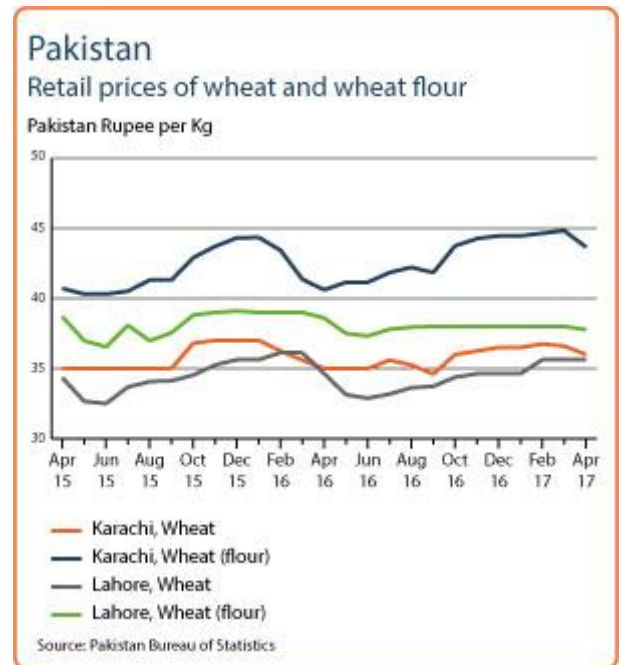 Pakistan
Retail prices of wheat and wheat flour
Pakistan Rupee per Kg
50
45
40
35
30
Apr Jun Aug Oct Dec Feb Apr Jun Aug Oct Dec Feb Apr
15 15 15 15 15 16 16 16 16 16 16 17 17
Karachi, Wheat
Karachi, Wheat (flour)
Lahore, Wheat
Lahore, Wheat (flour)
Source: Pakistan Bureau of Statistics